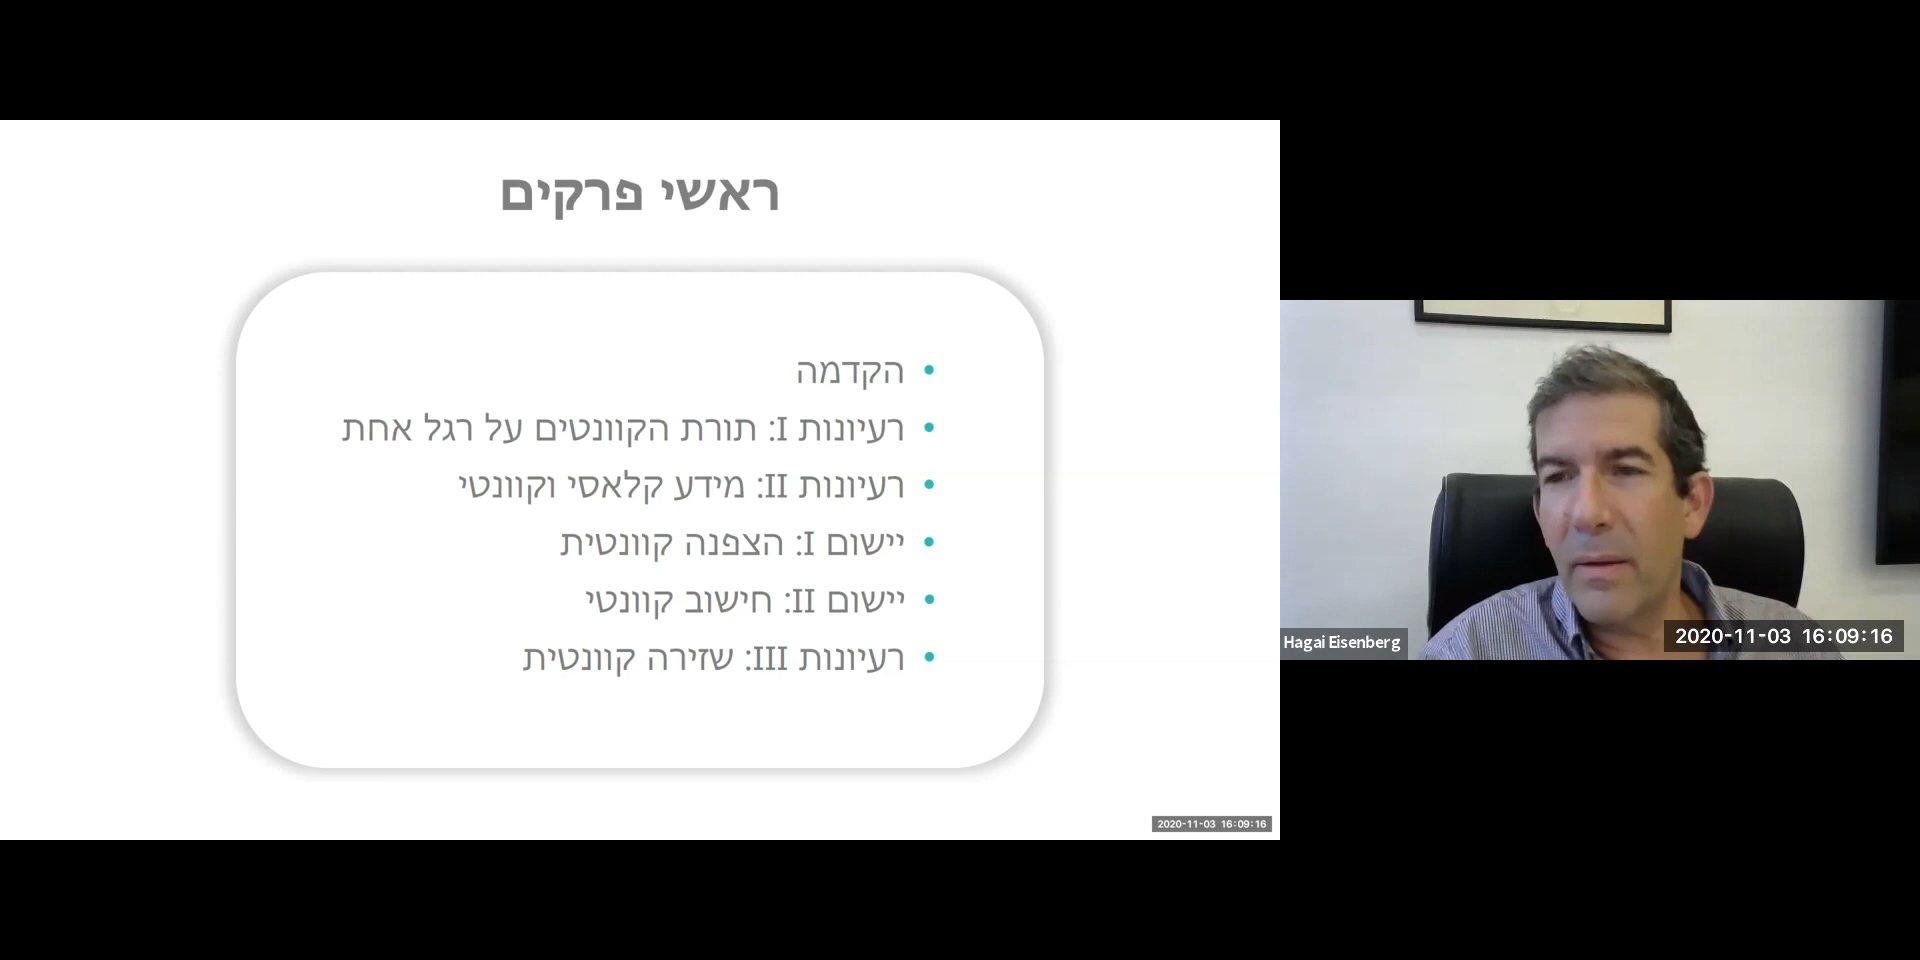 ראשי פרקים
הקדמה
רעיונות I: תורת הקוונטים על רגל אחת
רעיונות II: מידע קלאסי וקוונטי
יישום I: הצפנה קוונטית
יישום II: חישוב קוונטי
רעיונות III: שזירה קוונטית
2020-11-03 16:09:16
Hagai Eisenberg
2020-11-03 16:09:16